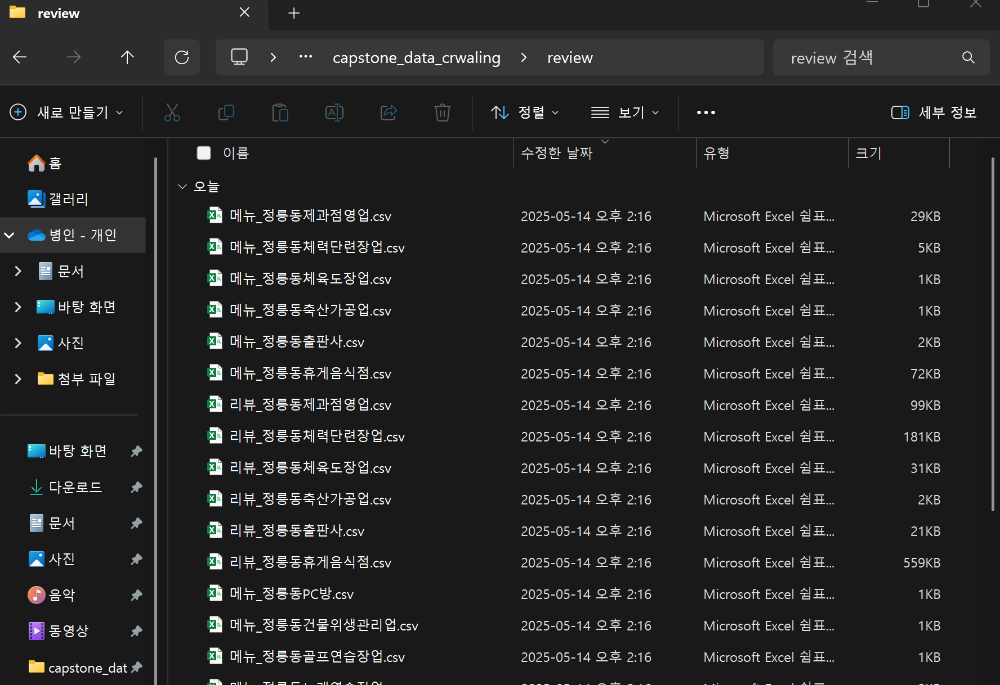 review
capstone_data_crwaling
review
review 검색
새로 만들기
정렬
보기
세부 정보
홈
갤러리
병인 - 개인
문서
바탕 화면
사진
첨부 파일
바탕 화면
다운로드
문서
사진
음악
동영상
capstone_dat
이름 수정한 날짜 유형 크기
오늘
메뉴_정릉동제과점영업.csv 2025-05-14 오후 2:16 Microsoft Excel 쉼표... 29KB
메뉴_정릉동체력단련장업.csv 2025-05-14 오후 2:16 Microsoft Excel 쉼표... 5KB
메뉴_정릉동체육도장업.csv 2025-05-14 오후 2:16 Microsoft Excel 쉼표... 1KB
메뉴_정릉동축산가공업.csv 2025-05-14 오후 2:16 Microsoft Excel 쉼표... 1KB
메뉴_정릉동출판사.csv 2025-05-14 오후 2:16 Microsoft Excel 쉼표... 2KB
메뉴_정릉동휴게음식점.csv 2025-05-14 오후 2:16 Microsoft Excel 쉼표... 72KB
리뷰_정릉동제과점영업.csv 2025-05-14 오후 2:16 Microsoft Excel 쉼표... 99KB
리뷰_정릉동체력단련장업.csv 2025-05-14 오후 2:16 Microsoft Excel 쉼표... 181KB
리뷰_정릉동체육도장업.csv 2025-05-14 오후 2:16 Microsoft Excel 쉼표... 31KB
리뷰_정릉동축산가공업.csv 2025-05-14 오후 2:16 Microsoft Excel 쉼표... 2KB
리뷰_정릉동출판사.csv 2025-05-14 오후 2:16 Microsoft Excel 쉼표... 21KB
리뷰_정릉동휴게음식점.csv 2025-05-14 오후 2:16 Microsoft Excel 쉼표... 559KB
메뉴_정릉동PC방.csv 2025-05-14 오후 2:16 Microsoft Excel 쉼표... 1KB
메뉴_정릉동건물위생관리업.csv 2025-05-14 오후 2:16 Microsoft Excel 쉼표... 1KB
메뉴_정릉동골프연습장업.csv 2025-05-14 오후 2:16 Microsoft Excel 쉼표... 1KB